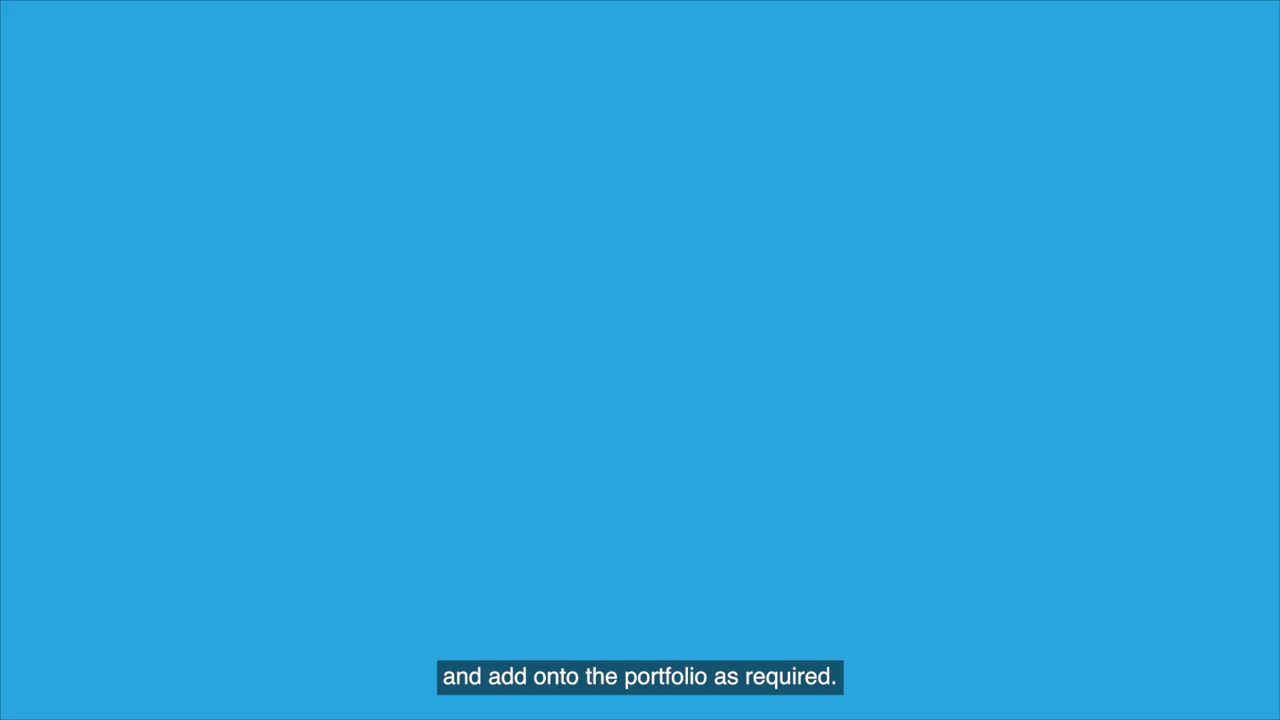 and add onto the portfolio as required.